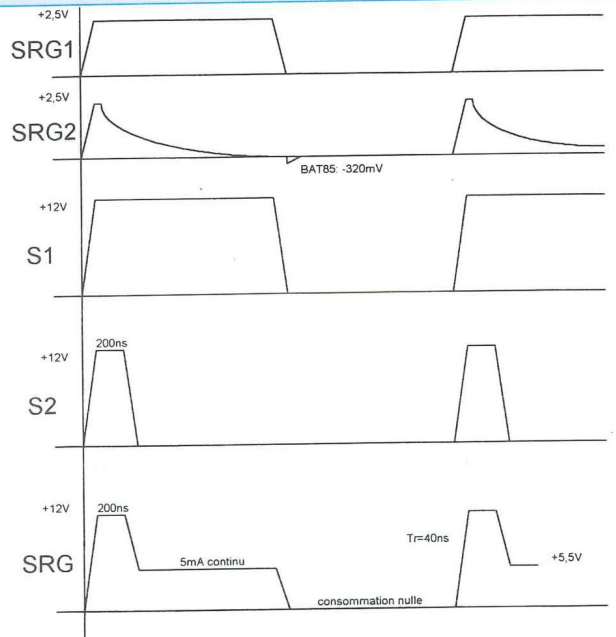 +2,5V
SRG1
+2,5V
SRG2
BAT85: -320mV
+12V
S1
200ns
+12V
S2
+12V
200ns
Tr=40ns
5mA continu
+5,5V
SRG
consommation nulle